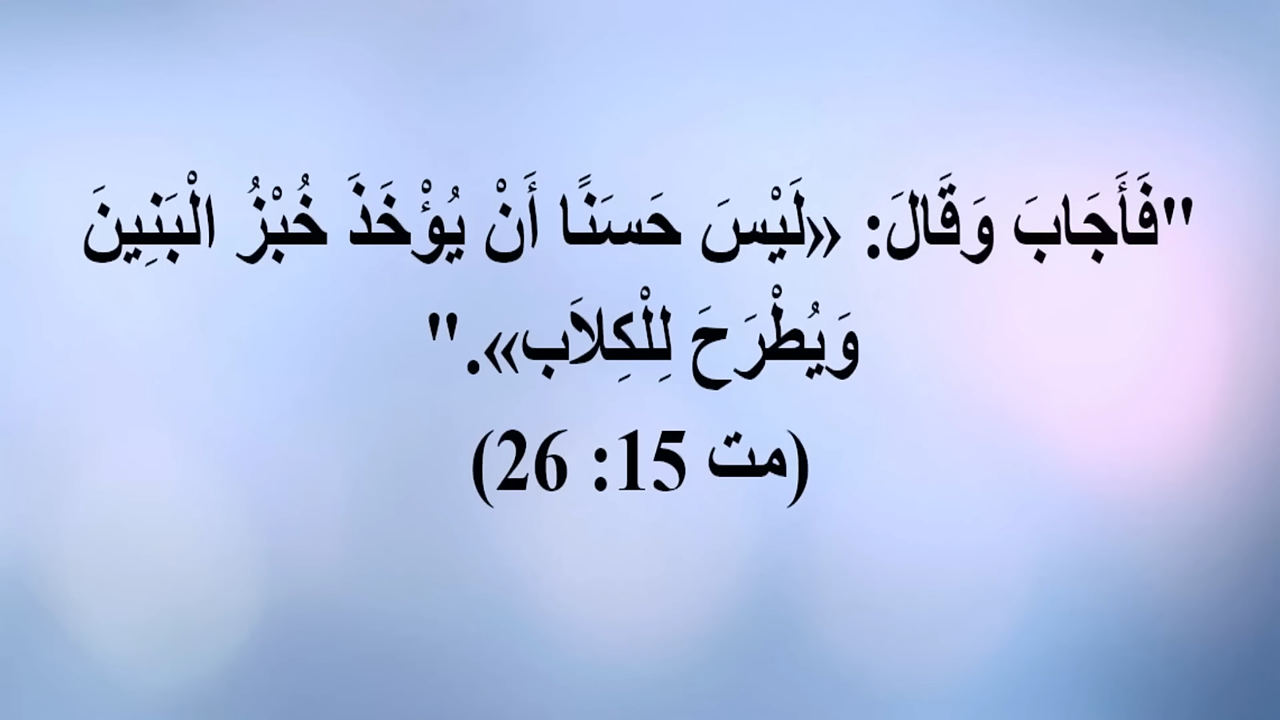 "فَأَجَابَ وَقَالَ: «لَيْسَ حَسَنًا أَنْ يُؤْخَذَ خُبْزُ الْبَنِينَ
وَيُطْرَحَ لِلْكِلاَب»."
(مت 15: 26)